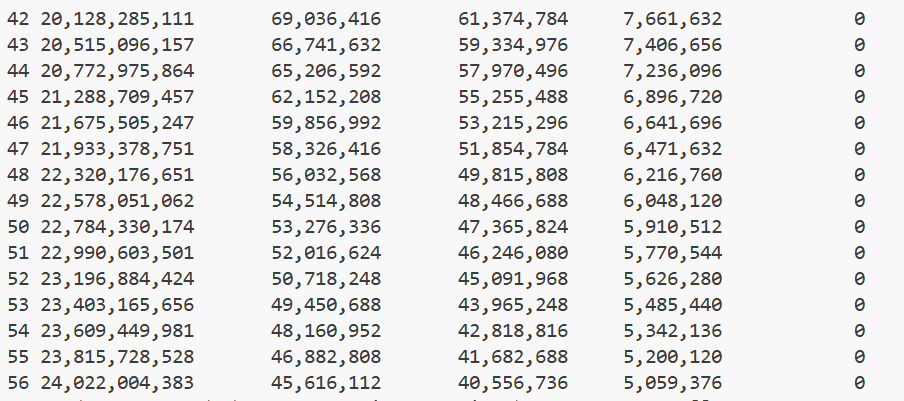 42 20,128,285,111 69,036,416 61,374,784 7,661,632 0
43 20,515,096,157 66,741,632 59,334,976 7,406,656 0
44 20,772,975,864 65,206,592 57,970,496 7,236,096 0
45 21,288,709,457 62,152,208 55,255,488 6,896,720 0
46 21,675,505,247 59,856,992 53,215,296 6,641,696 0
47 21,933,378,751 58,326,416 51,854,784 6,471,632 0
48 22,320,176,651 56,032,568 49,815,808 6,216,760 0
49 22,578,051,062 54,514,808 48,466,688 6,048,120 0
50 22,784,330,174 53,276,336 47,365,824 5,910,512 0
51 22,990,603,501 52,016,624 46,246,080 5,770,544 0
52 23,196,884,424 50,718,248 45,091,968 5,626,280 0
53 23,403,165,656 49,450,688 43,965,248 5,485,440 0
54 23,609,449,981 48,160,952 42,818,816 5,342,136 0
55 23,815,728,528 46,882,808 41,682,688 5,200,120 0
56 24,022,004,383 45,616,112 40,556,736 5,059,376 0